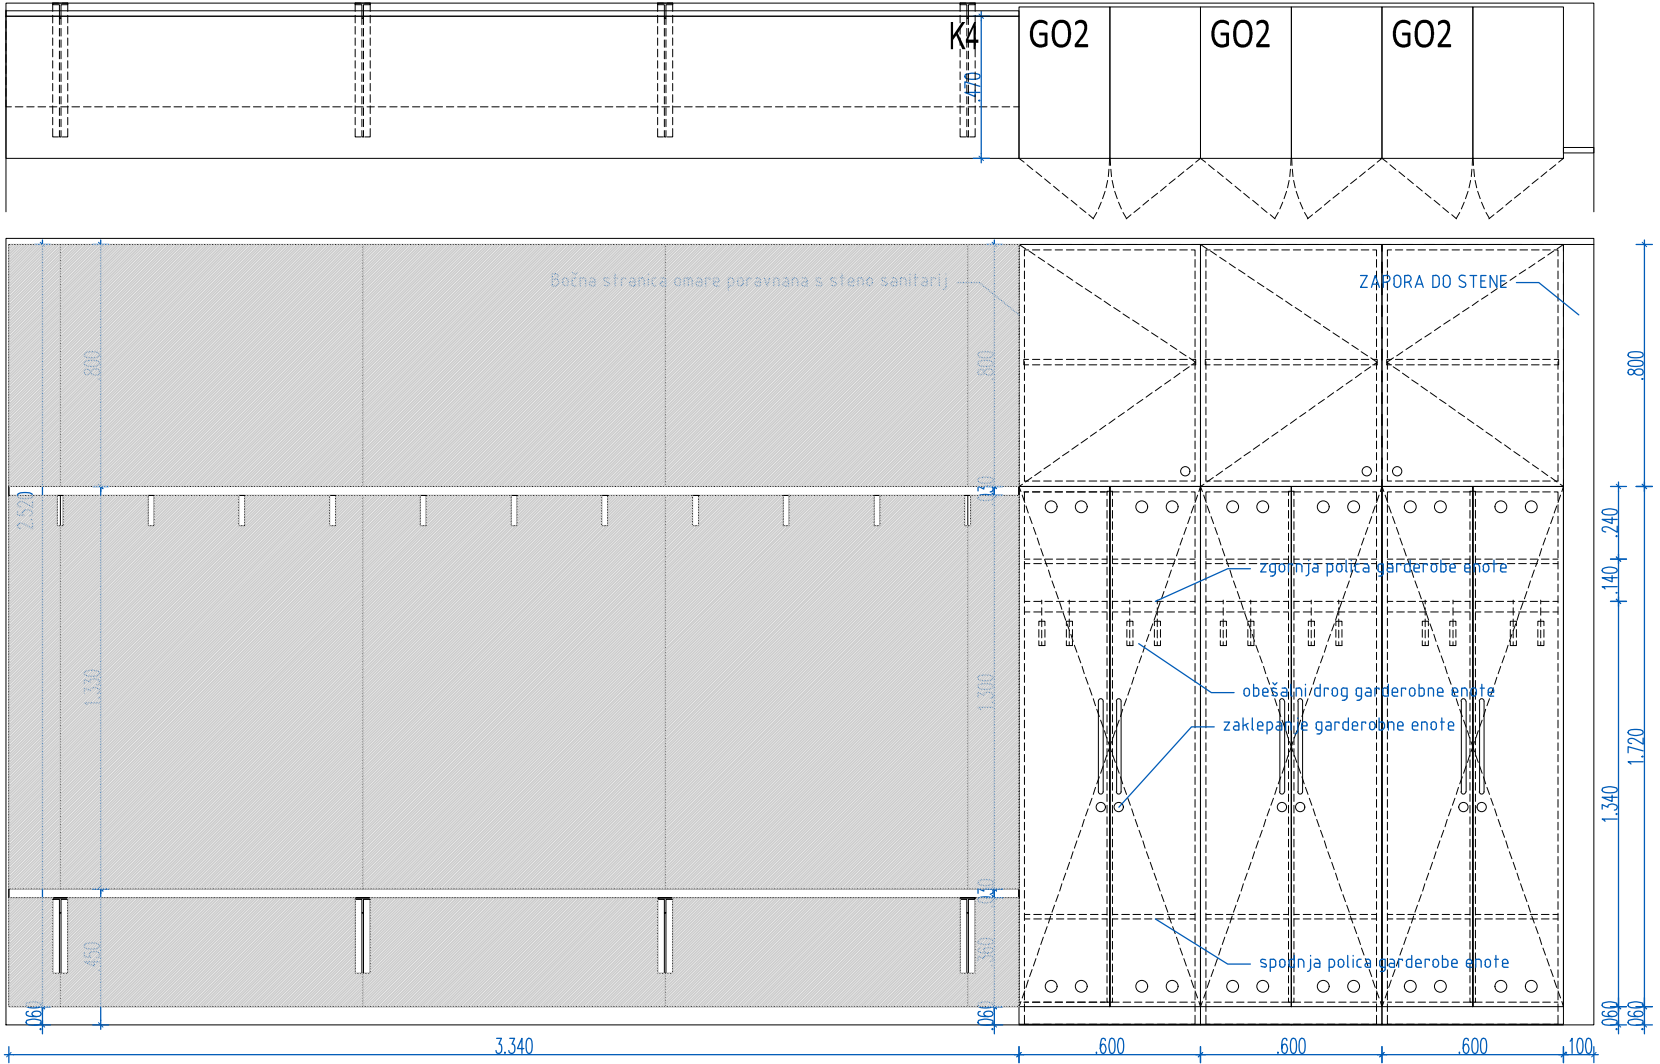 K4
GO2
GO2
GO2
.470
Bočna stranica omare poravnana s steno sanitarij
ZAPORA DO STENE
.800
.800
.800
2.520
.030
.240
zgornja polica garderobe enote
.140
1.330
1.300
obešalni drog garderobne enote
zaklepanje garderobne enote
1.720
1.340
.030
.450
.360
spodnja polica garderobe enote
.060
.060
.060
.060
3.340
.600
.600
.600
.100